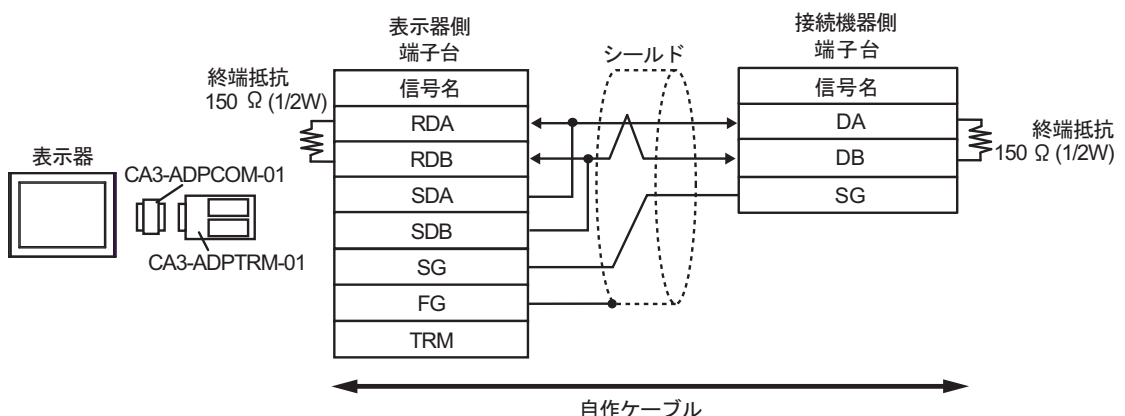 表示器側
端子台
接続機器側
端子台
シールド
終端抵抗
150 Ω (1/2W)
信号名
RDA
RDB
SDA
SDB
SG
FG
TRM
信号名
DA
DB
SG
終端抵抗
150 Ω (1/2W)
表示器
CA3-ADPCOM-01
CA3-ADPTRM-01
自作ケーブル